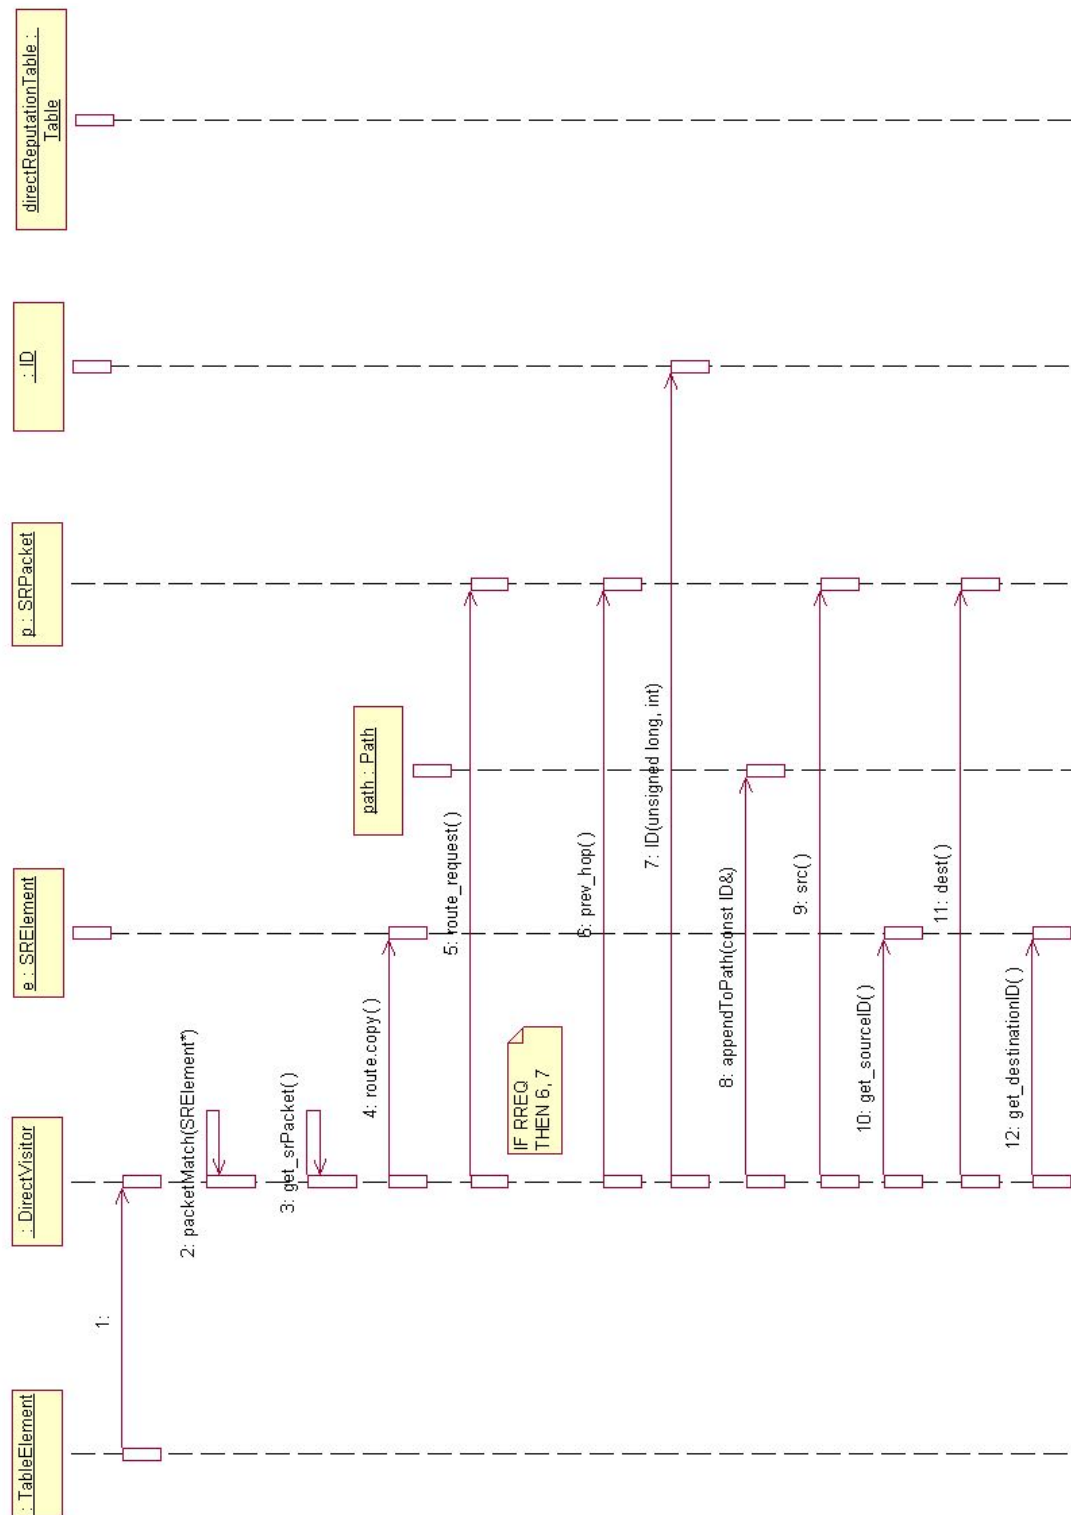 : TableElement
: DirectVisitor
e : SRElement
path : Path
p : SRPacket
: ID
directReputationTable :
Table
1:
2: packetMatch(SRElement*)
3: get_srPacket( )
4: route.copy( )
5: route_request( )
IF RREQ
THEN 6, 7
6: prev_hop( )
7: ID(unsigned long, int)
8: appendToPath(const ID&)
9: src( )
10: get_sourceID( )
11: dest( )
12: get_destinationID( )